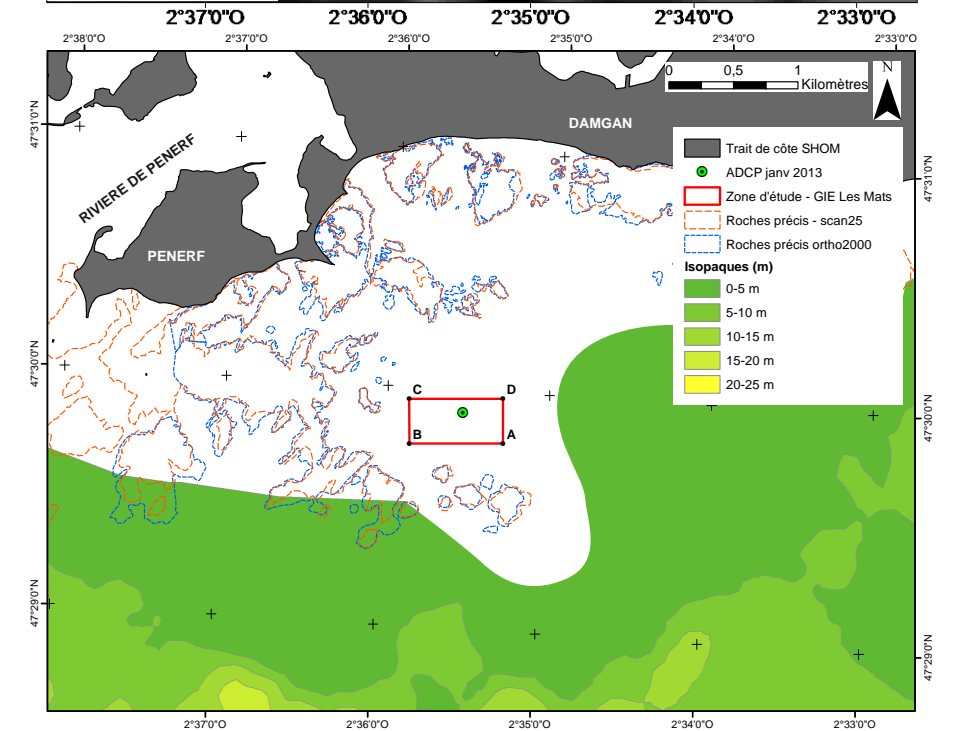 2°37'0"O 2°36'0"O 2°35'0"O 2°34'0"O 2°33'0"O
2°38'0"O 2°37'0"O 2°36'0"O 2°35'0"O 2°34'0"O 2°33'0"O
0 0,5 1
Kilomètres
N
DAMGAN
RIVIERE DE PENERF
PENERF
Trait de côte SHOM
ADCP janv 2013
Zone d'étude - GIE Les Mats
Roches précis - scan25
Roches précis ortho2000
Isopaques (m)
0-5 m
5-10 m
10-15 m
15-20 m
20-25 m
C D
B A
47°31'0"N
47°30'0"N
47°29'0"N
47°31'0"N
47°30'0"N
47°29'0"N
2°37'0"O 2°36'0"O 2°35'0"O 2°34'0"O 2°33'0"O